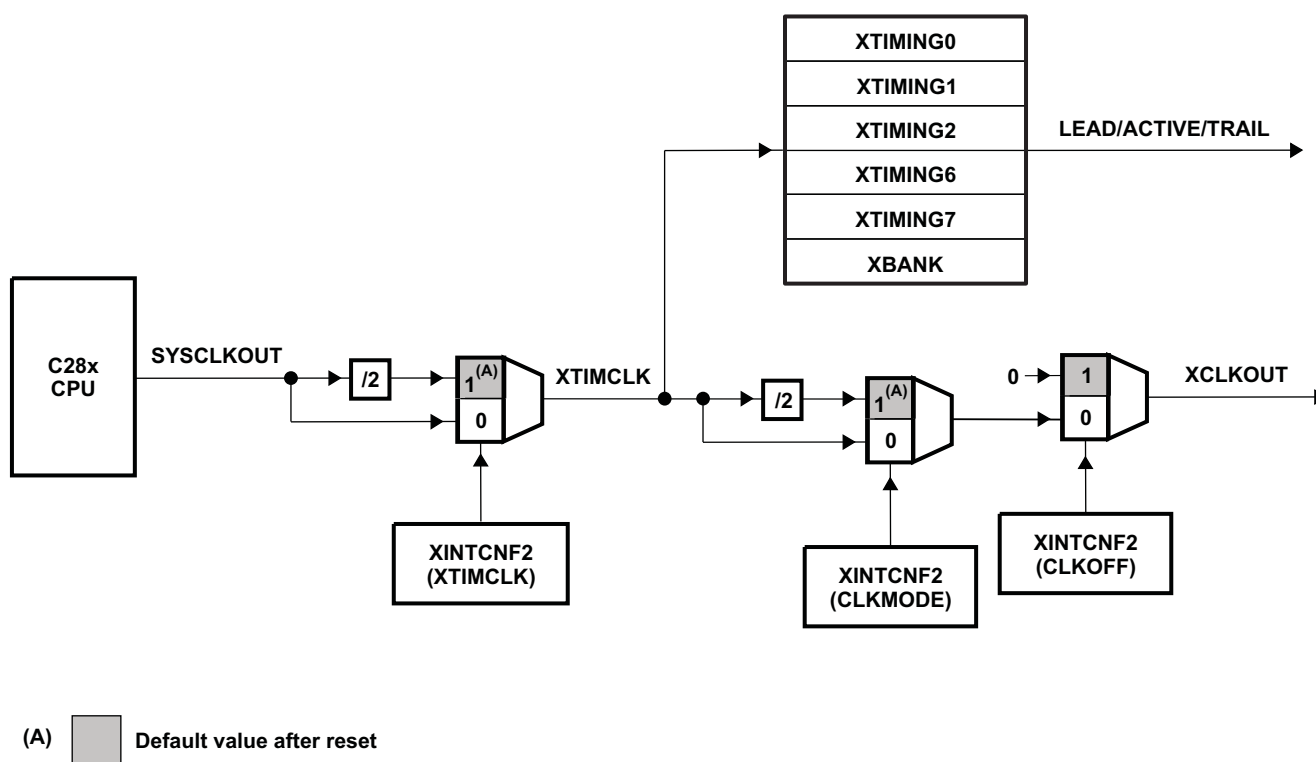 XTIMING0
XTIMING1
XTIMING2
LEAD/ACTIVE/TRAIL
XTIMING6
XTIMING7
XBANK
C28x
CPU
SYSCLKOUT
/2
1(A)
0
XTIMCLK
/2
1(A)
0
0
1
0
XCLKOUT
XINTCNF2
(XTIMCLK)
XINTCNF2
(CLKMODE)
XINTCNF2
(CLKOFF)
(A) Default value after reset